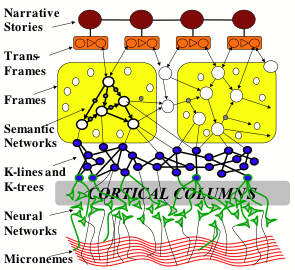 Narrative
Stories
Trans-
Frames
Frames
Semantic
Networks
K-lines and
K-trees
CORTICAL COLUMNS
Neural
Networks
Micronemes